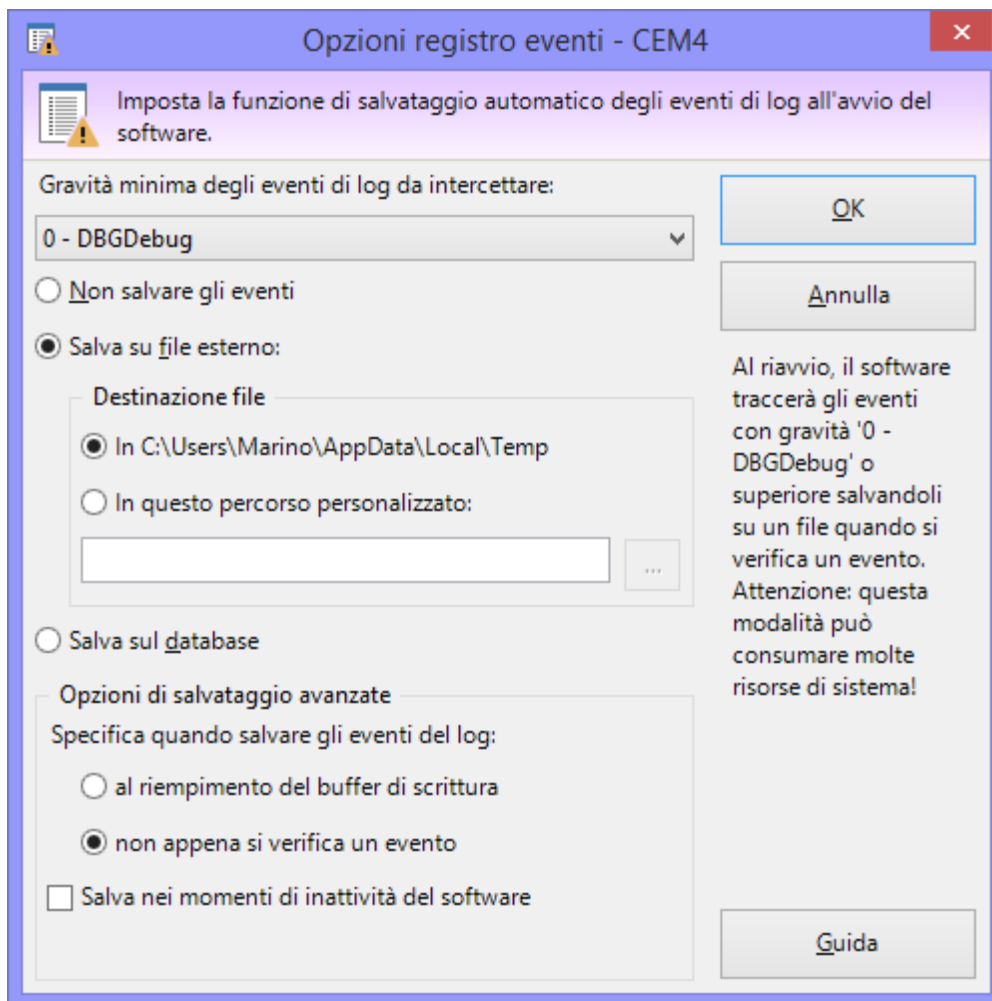 Opzioni registro eventi - CEM4
Imposta la funzione di salvataggio automatico degli eventi di log all'avvio del
software.
Gravità minima degli eventi di log da intercettare:
0 - DBGDebug
Non salvare gli eventi
Salva su file esterno:
Destinazione file
In C:\Users\Marino\AppData\Local\Temp
In questo percorso personalizzato:
...
Salva sul database
Opzioni di salvataggio avanzate
Specifica quando salvare gli eventi del log:
al riempimento del buffer di scrittura
non appena si verifica un evento
Salva nei momenti di inattività del software
OK
Annulla
Al riavvio, il software
traccerà gli eventi
con gravità '0 -
DBGDebug' o
superiore salvandoli
su un file quando si
verifica un evento.
Attenzione: questa
modalità può
consumare molte
risorse di sistema!
Guida